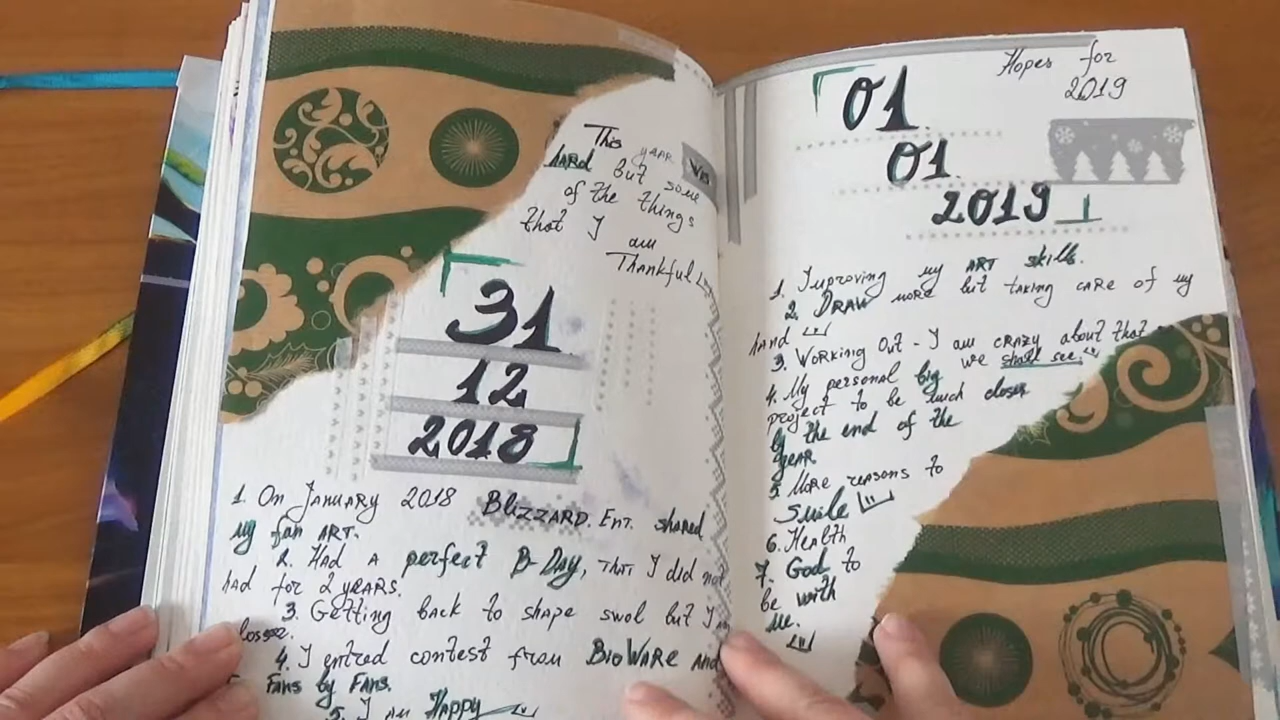 This year was
hard but some
of the things
that I am
Thankful
31
12
2018
1. On January 2018 Blizzard. Ent. shared
my fan art.
2. Had a perfect B-Day, that I did not
had for 2 years.
3. Getting back to shape swol but I
closer.
4. I entred contest from BioWare and
Fans by Fans.
5. I am Happy
Hopes for
2019
01
01
2019
1. Improving my art skills.
2. Draw more but taking care of my
hand
3. Working Out - I am crazy about that
we shall see.
4. My personal big
project to be much closer
by the end of the
year.
5. More reasons to
smile
6. Health
7. God to
be with
me.